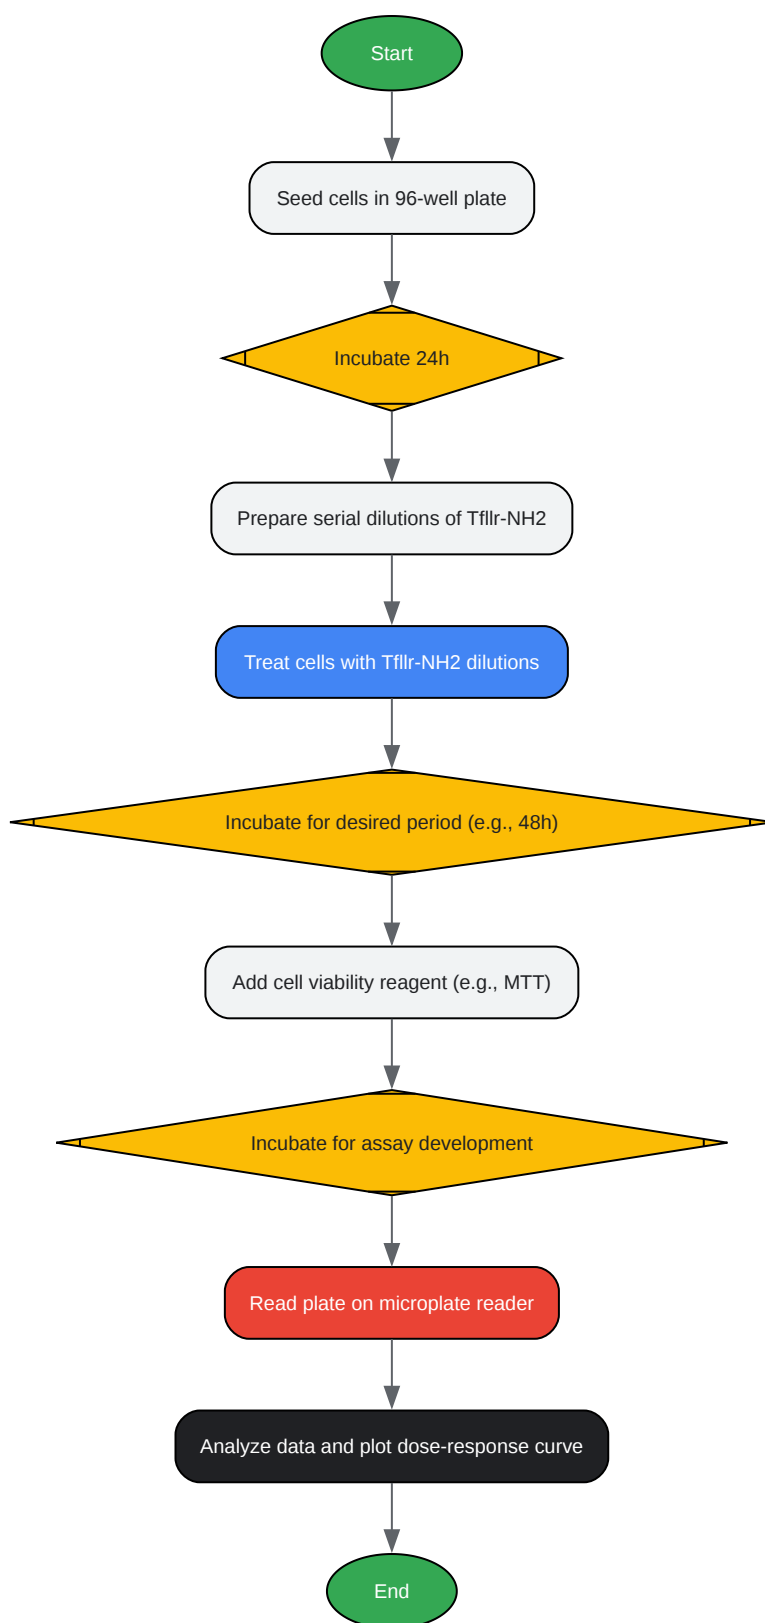 Start
Seed cells in 96-well plate
Incubate 24h
Prepare serial dilutions of Tfllr-NH2
Treat cells with Tfllr-NH2 dilutions
Incubate for desired period (e.g., 48h)
Add cell viability reagent (e.g., MTT)
Incubate for assay development
Read plate on microplate reader
Analyze data and plot dose-response curve
End